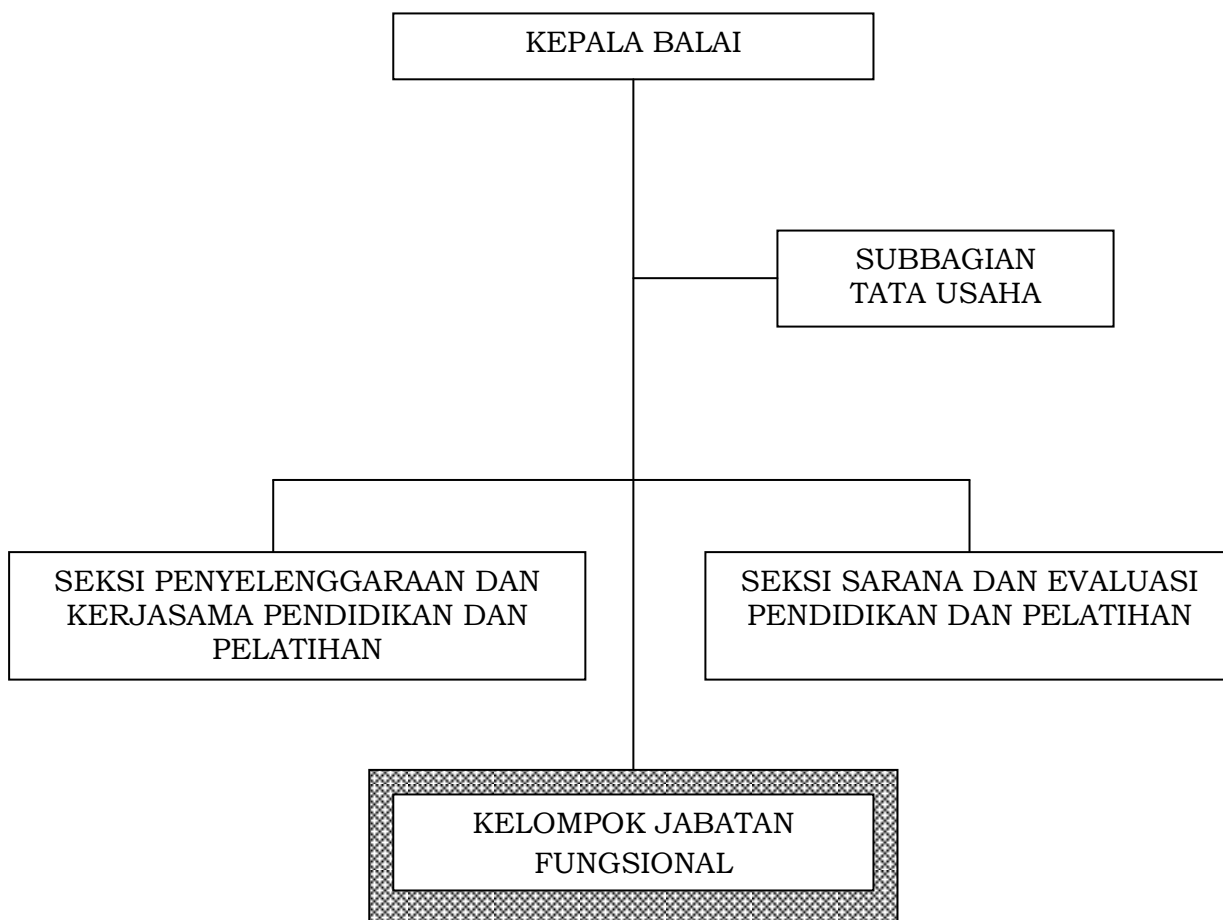 KEPALA BALAI
SUBBAGIAN
TATA USAHA
SEKSI PENYELENGGARAAN DAN
KERJASAMA PENDIDIKAN DAN
PELATIHAN
SEKSI SARANA DAN EVALUASI
PENDIDIKAN DAN PELATIHAN
KELOMPOK JABATAN
FUNGSIONAL